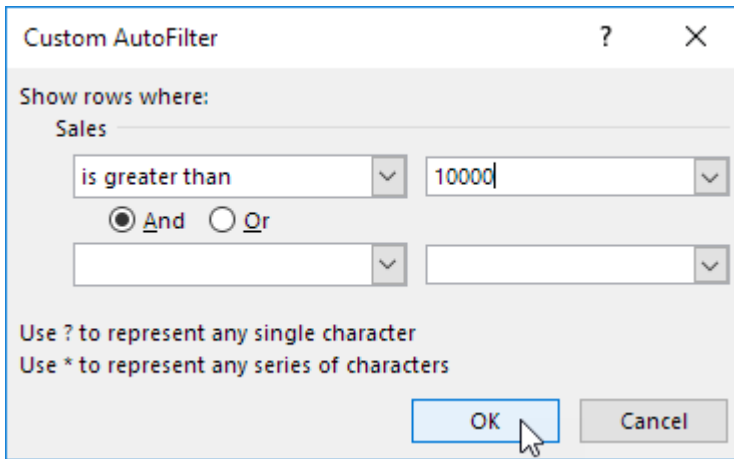 Custom AutoFilter ?
Show rows where:
Sales
is greater than 10000
And Or
Use ? to represent any single character
Use * to represent any series of characters
OK Cancel